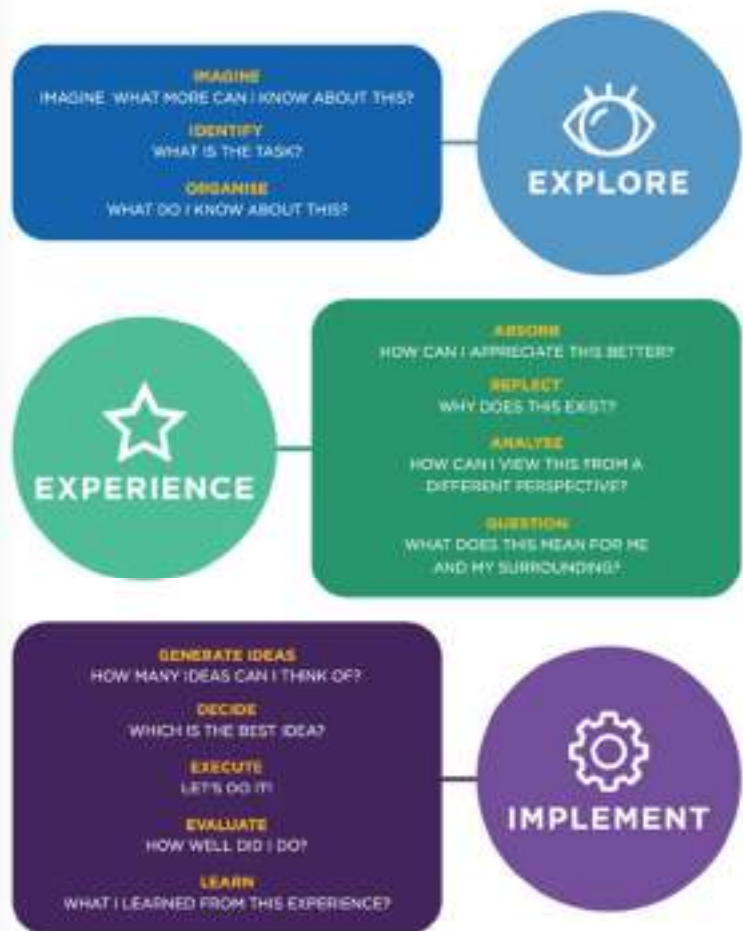 IMAGINE
IMAGINE WHAT MORE CAN I KNOW ABOUT THIS?
IDENTIFY
WHAT IS THE TASK?
ORGANISE
WHAT DO I KNOW ABOUT THIS?
EXPLORE
EXPERIENCE
ABSORB
HOW CAN I APPRECIATE THIS BETTER?
REFLECT
WHY DOES THIS EXIST?
ANALYSE
HOW CAN I VIEW THIS FROM A
DIFFERENT PERSPECTIVE?
QUESTION
WHAT DOES THIS MEAN FOR ME
AND MY SURROUNDING?
GENERATE IDEAS
HOW MANY IDEAS CAN I THINK OF?
DECIDE
WHICH IS THE BEST IDEA?
EXECUTE
LET'S DO IT!
EVALUATE
HOW WELL DID I DO?
LEARN
WHAT I LEARNED FROM THIS EXPERIENCE?
IMPLEMENT